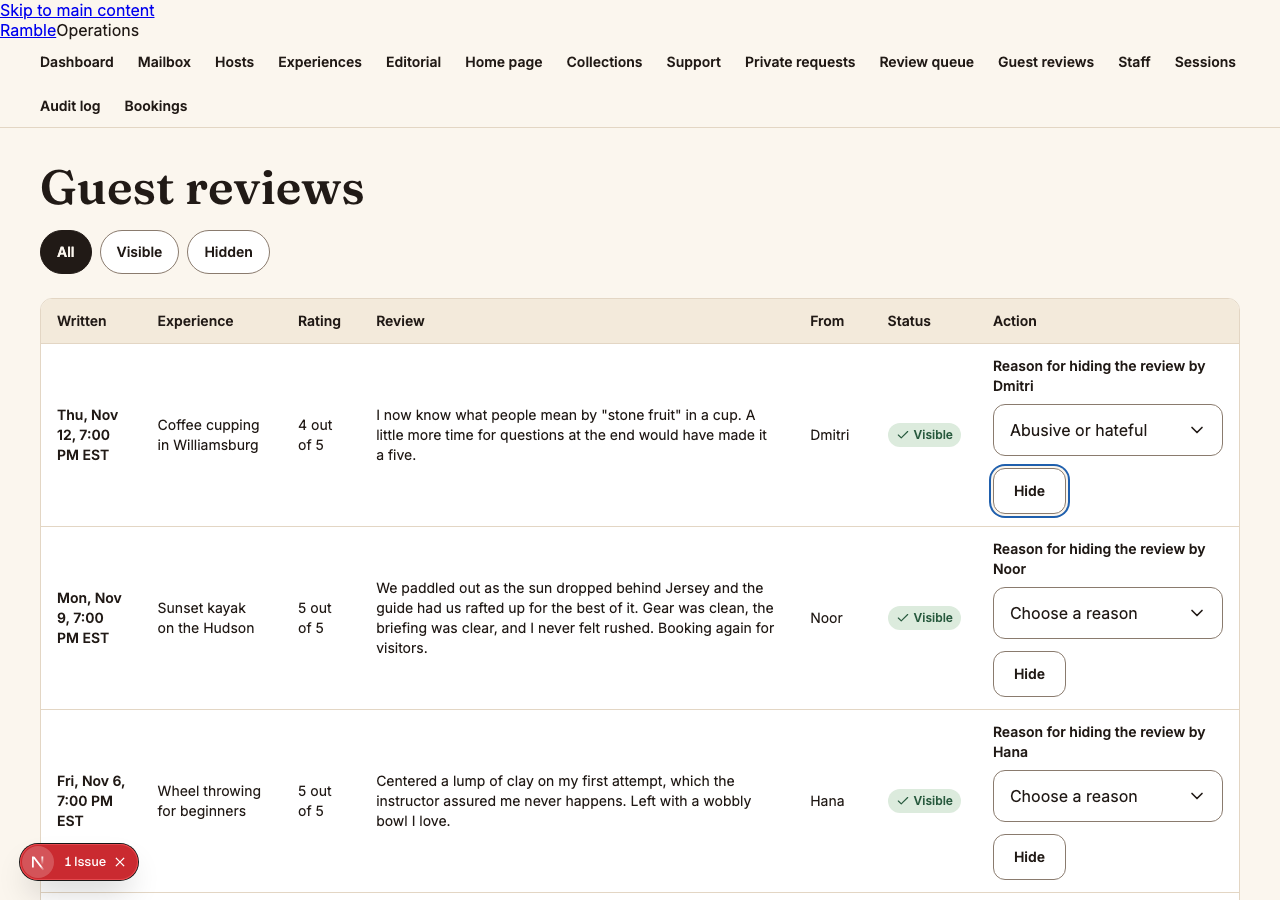 Skip to main content
RambleOperations
Dashboard Mailbox Hosts Experiences Editorial Home page Collections Support Private requests Review queue Guest reviews Staff Sessions
Audit log Bookings
Guest reviews
All Visible Hidden
Written Experience Rating Review From Status Action
Reason for hiding the review by
Dmitri
Thu, Nov
12, 7:00
PM EST
Coffee cupping
in Williamsburg
4 out
of 5
I now know what people mean by "stone fruit" in a cup. A
little more time for questions at the end would have made it
a five.
Dmitri
Visible
Abusive or hateful
Hide
Reason for hiding the review by
Noor
Mon, Nov
9, 7:00
PM EST
Sunset kayak
on the Hudson
5 out
of 5
We paddled out as the sun dropped behind Jersey and the
guide had us rafted up for the best of it. Gear was clean, the
briefing was clear, and I never felt rushed. Booking again for
visitors.
Noor
Visible
Choose a reason
Hide
Reason for hiding the review by
Hana
Fri, Nov 6,
7:00 PM
EST
Wheel throwing
for beginners
5 out
of 5
Centered a lump of clay on my first attempt, which the
instructor assured me never happens. Left with a wobbly
bowl I love.
Hana
Visible
Choose a reason
Hide
N 1 Issue